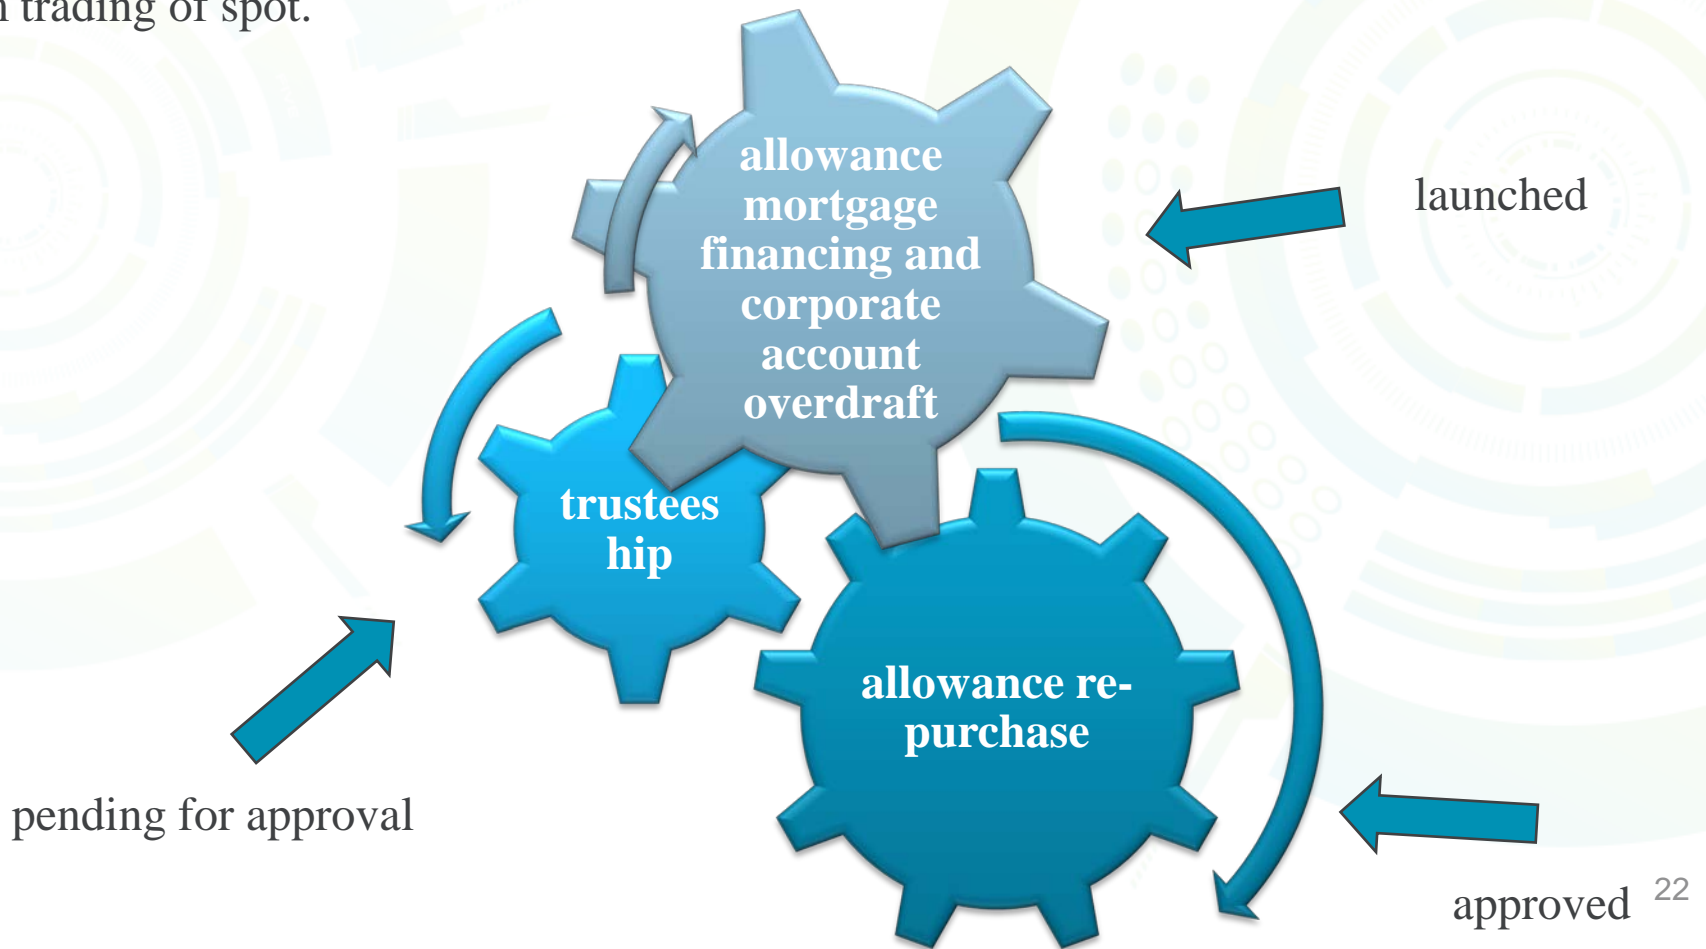 trading of spot.
allowance
mortgage
financing and
corporate
account
overdraft
launched
trustees
hip
allowance re-
purchase
pending for approval
approved
22